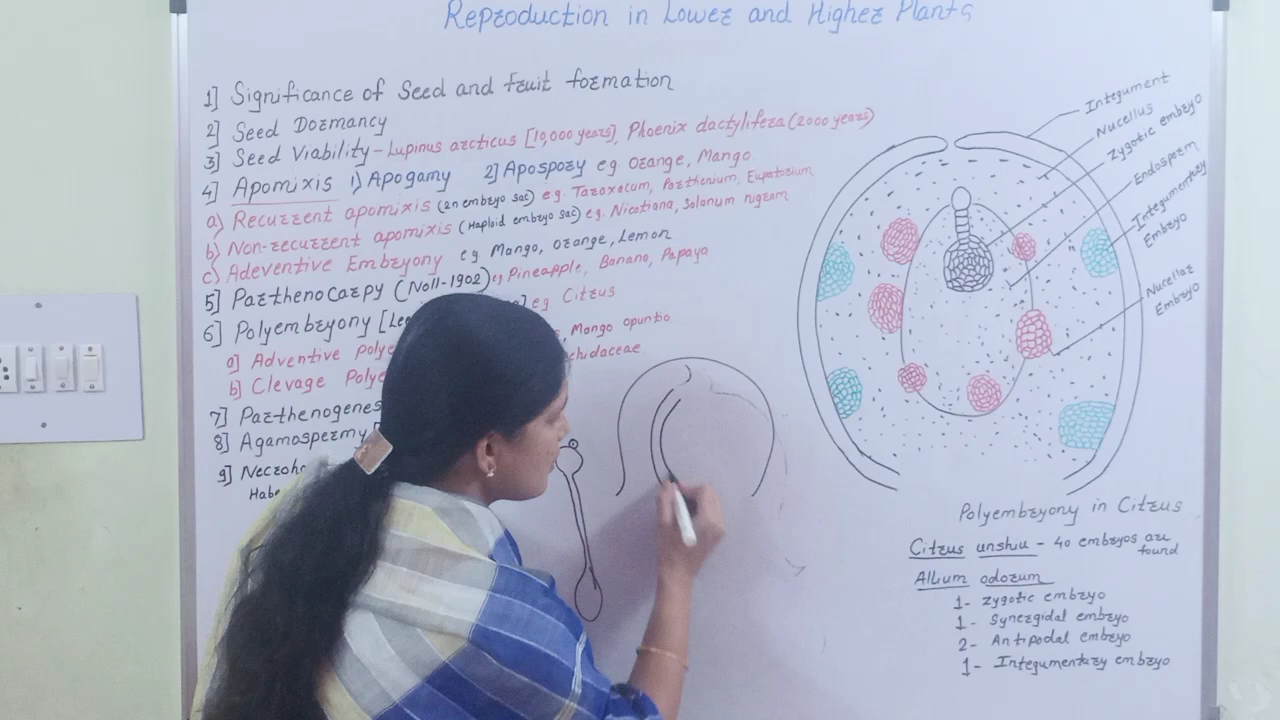 Reproduction in Lower and Higher Plants
1] Significance of Seed and fruit formation
2] Seed Dormancy
3] Seed Viability - Lupinus arcticus [10,000 years], Phoenix dactylifera (2000 years)
4] Apomixis 1) Apogamy 2] Apospory eg orange, Mango.
a) Recurrent apomixis (2n embryo sac) e.g. Taraxacum, Parthenium, Eupatorium
b) Non-recurrent apomixis (Haploid embryo sac) e.g. Nicotiana, Solanum nigram
c) Adventive Embryony eg Mango, orange, Lemon
5] Parthenocarpy (Noll-1902) eg Pineapple, Banana, Papaya
6] Polyembryony eg Citrus
a) Adventive Mango opuntia
b) Clevage
7] Parthenogenes
8] Agamospermy
9]
Integument
Nucellus
Zygotic embryo
Endosperm
Integumentary
Embryo
Nucellar
Embryo
Polyembryony in Citrus
Citrus unshiu - 40 embryos are
found
Allium odorum
1- Zygotic embryo
1- Synergidal embryo
2- Antipodal embryo
1- Integumentry embryo